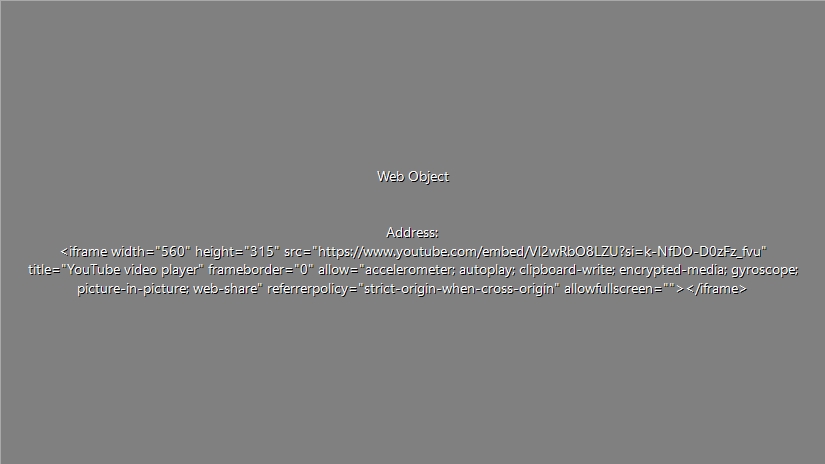 Web Object
Address:
<iframe width="560" height="315" src="https://www.youtube.com/embed/Vl2wRbO8LZU?si=k-NfDO-D0zFz_fvu"
title="YouTube video player" frameborder="0" allow="accelerometer; autoplay; clipboard-write; encrypted-media; gyroscope;
picture-in-picture; web-share" referrerpolicy="strict-origin-when-cross-origin" allowfullscreen=""></iframe>